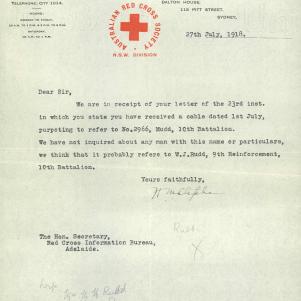 TELEPHONE: CITY 1014.
AUSTRALIAN RED CROSS SOCIETY
N.S.W. DIVISION
DALTON HOUSE
115 PITT STREET,
SYDNEY,
27th July, 1918.
Dear Sir,
We are in receipt of your letter of the 23rd inst.
in which you state you have received a cable dated 1st July,
purporting to refer to No.2966, Mudd, 10th Battalion.
We have not inquired about any man with this name or particulars,
we think that it probably refers to W.J.Rudd, 9th Reinforcement,
10th Battalion.
Yours faithfully,
The Hon. Secretary,
Red Cross Information Bureau,
Adelaide.